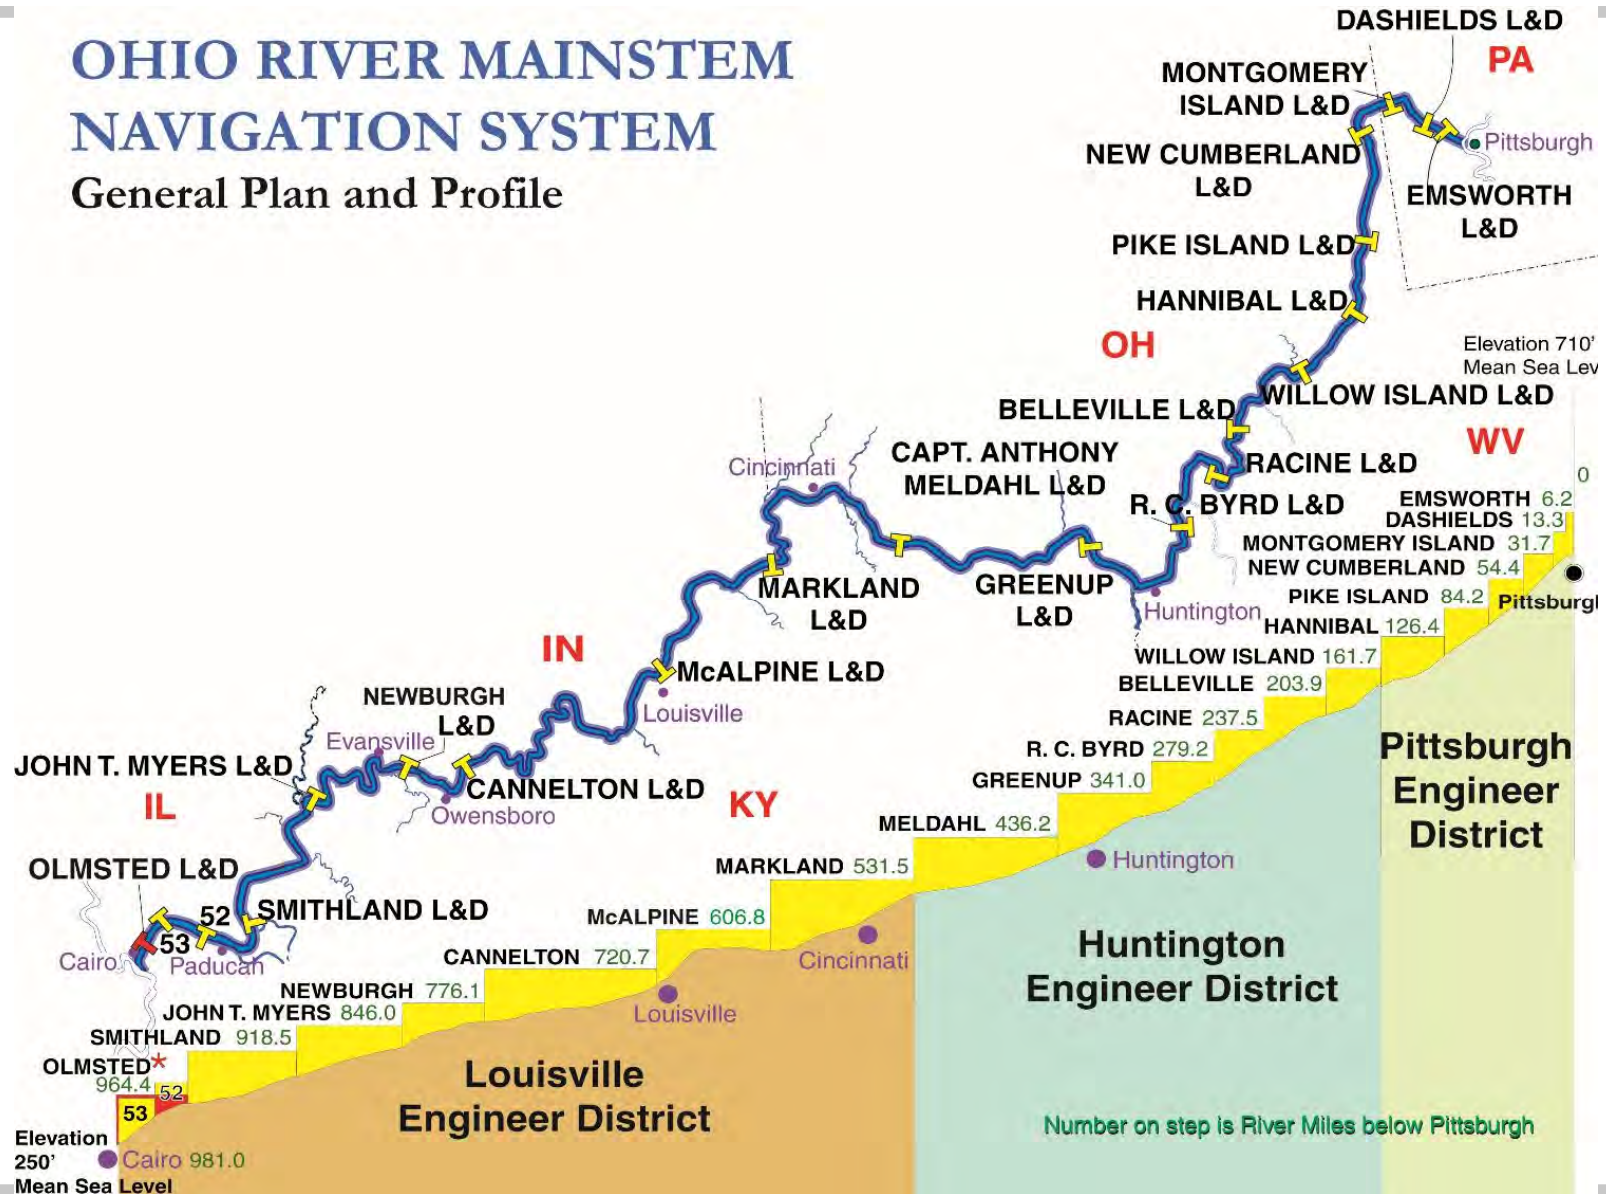 OHIO RIVER MAINSTEM
NAVIGATION SYSTEM
General Plan and Profile
DASHIELDS L&D
PA
MONTGOMERY
ISLAND L&D
Pittsburgh
NEW CUMBERLAND
L&D
EMSWORTH
L&D
PIKE ISLAND L&D
HANNIBAL L&D
OH
Elevation 710'
Mean Sea Lev
WILLOW ISLAND L&D
BELLEVILLE L&D
WV
CAPT. ANTHONY
MELDAHL L&D
RACINE L&D
R. C. BYRD L&D
Cincinnati
MARKLAND
L&D
GREENUP
L&D
Huntington
IN
McALPINE L&D
Louisville
NEWBURGH
L&D
Evansville
JOHN T. MYERS L&D
CANNELTON L&D
Owensboro
IL
KY
OLMSTED L&D
52
SMITHLAND L&D
53
Cairo
Paducah
0
EMSWORTH 6.2
DASHIELDS 13.3
MONTGOMERY ISLAND 31.7
NEW CUMBERLAND 54.4
PIKE ISLAND 84.2
Pittsburgh
HANNIBAL 126.4
WILLOW ISLAND 161.7
BELLEVILLE 203.9
RACINE 237.5
R. C. BYRD 279.2
GREENUP 341.0
MELDAHL 436.2
MARKLAND 531.5
McALPINE 606.8
CANNELTON 720.7
NEWBURGH 776.1
JOHN T. MYERS 846.0
SMITHLAND 918.5
OLMSTED*
964.4
52
53
Huntington
Cincinnati
Louisville
Pittsburgh
Engineer
District
Huntington
Engineer District
Louisville
Engineer District
Number on step is River Miles below Pittsburgh
Elevation
250'
Mean Sea Level
Cairo 981.0